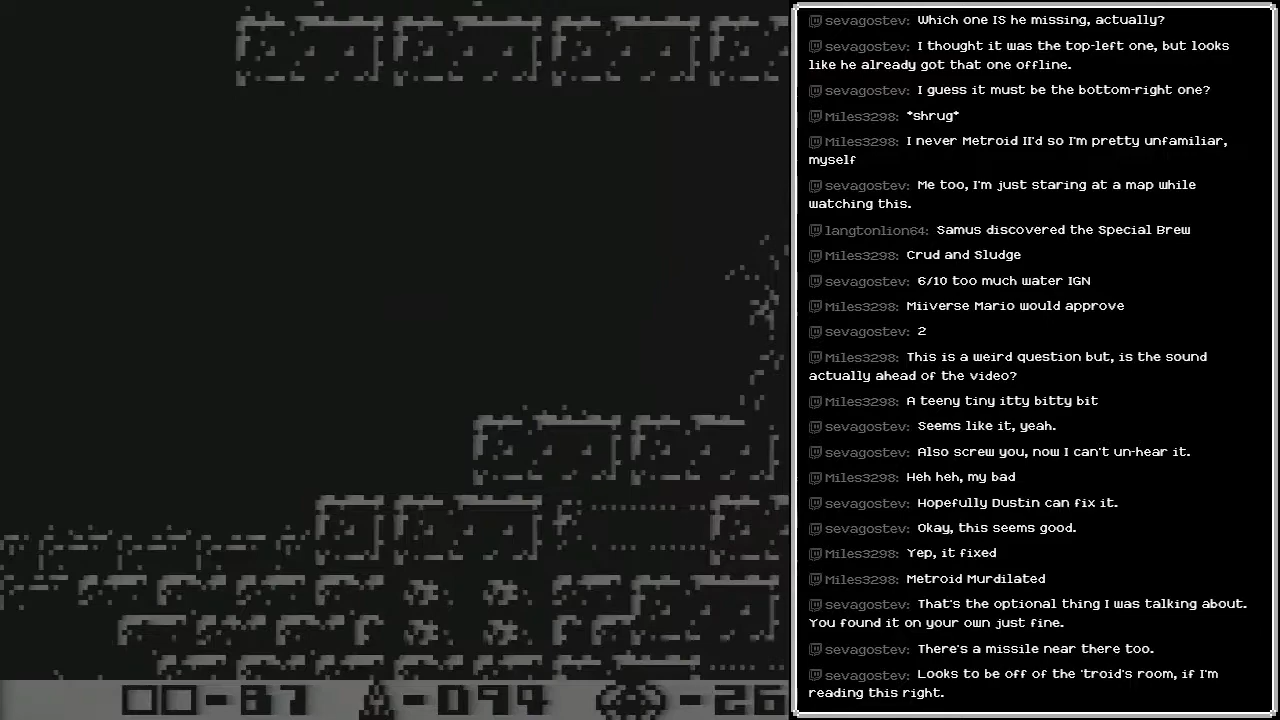 sevagostev: Which one IS he missing, actually?
sevagostev: I thought it was the top-left one, but looks
like he already got that one offline.
sevagostev: I guess it must be the bottom-right one?
Miles3298: *shrug*
Miles3298: I never Metroid II'd so I'm pretty unfamiliar,
myself
sevagostev: Me too, I'm just staring at a map while
watching this.
langtonlion64: Samus discovered the Special Brew
Miles3298: Crud and Sludge
sevagostev: 6/10 too much water IGN
Miles3298: Miiverse Mario would approve
sevagostev: 2
Miles3298: This is a weird question but, is the sound
actually ahead of the video?
Miles3298: A teeny tiny itty bitty bit
sevagostev: Seems like it, yeah.
sevagostev: Also screw you, now I can't un-hear it.
Miles3298: Heh heh, my bad
sevagostev: Hopefully Dustin can fix it.
sevagostev: Okay, this seems good.
Miles3298: Yep, it fixed
Miles3298: Metroid Murdilated
sevagostev: That's the optional thing I was talking about.
You found it on your own just fine.
sevagostev: There's a missile near there too.
sevagostev: Looks to be off of the 'troid's room, if I'm
reading this right.
-87 -094 -26